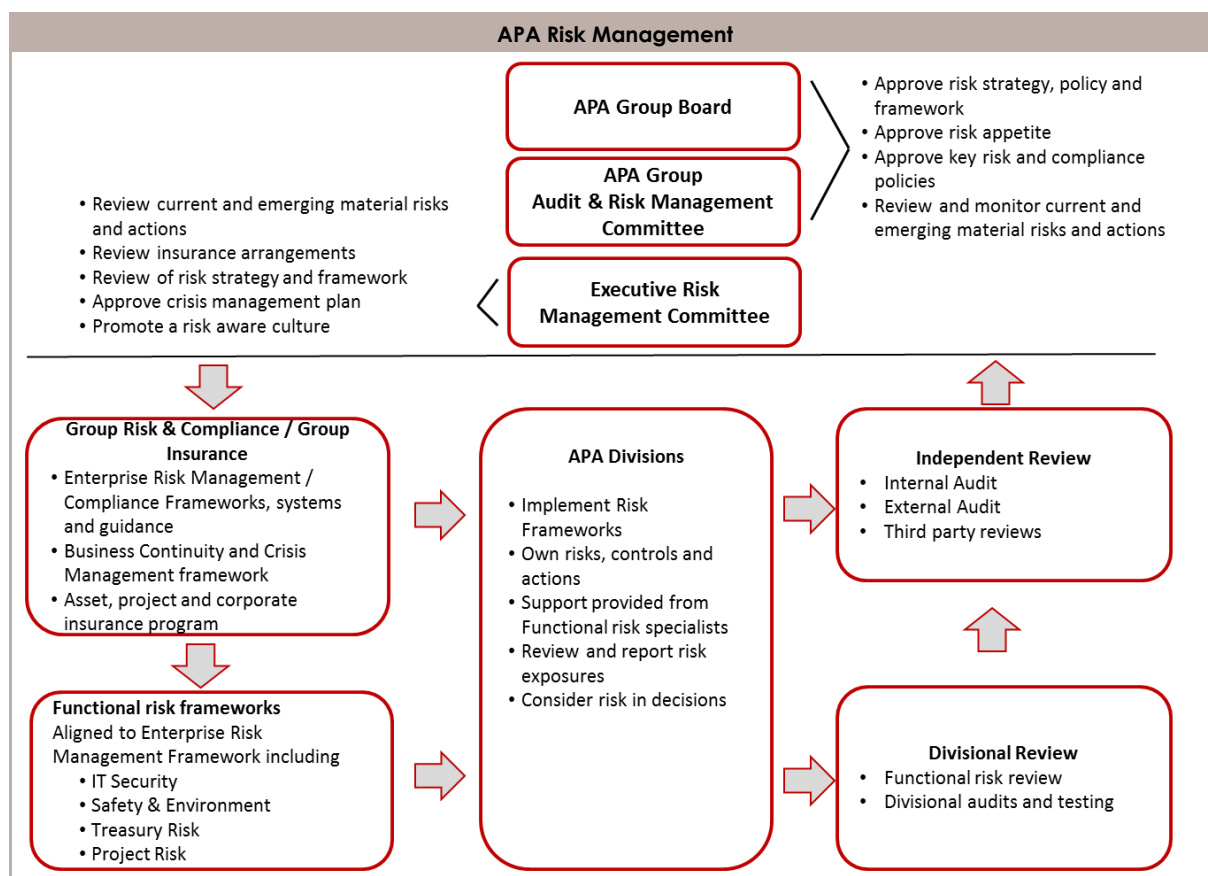 APA Risk Management
APA Group Board
• Approve risk strategy, policy and
framework
• Approve risk appetite
• Approve key risk and compliance
policies
• Review and monitor current and
emerging material risks and actions
APA Group
Audit & Risk Management
Committee
• Review current and emerging material risks
and actions
• Review insurance arrangements
• Review of risk strategy and framework
• Approve crisis management plan
• Promote a risk aware culture
Executive Risk
Management Committee
Group Risk & Compliance / Group
Insurance
• Enterprise Risk Management /
Compliance Frameworks, systems
and guidance
• Business Continuity and Crisis
Management framework
• Asset, project and corporate
insurance program
Functional risk frameworks
Aligned to Enterprise Risk
Management Framework including
• IT Security
• Safety & Environment
• Treasury Risk
• Project Risk
APA Divisions
• Implement Risk
Frameworks
• Own risks, controls and
actions
• Support provided from
Functional risk specialists
• Review and report risk
exposures
• Consider risk in decisions
Independent Review
• Internal Audit
• External Audit
• Third party reviews
Divisional Review
• Functional risk review
• Divisional audits and testing